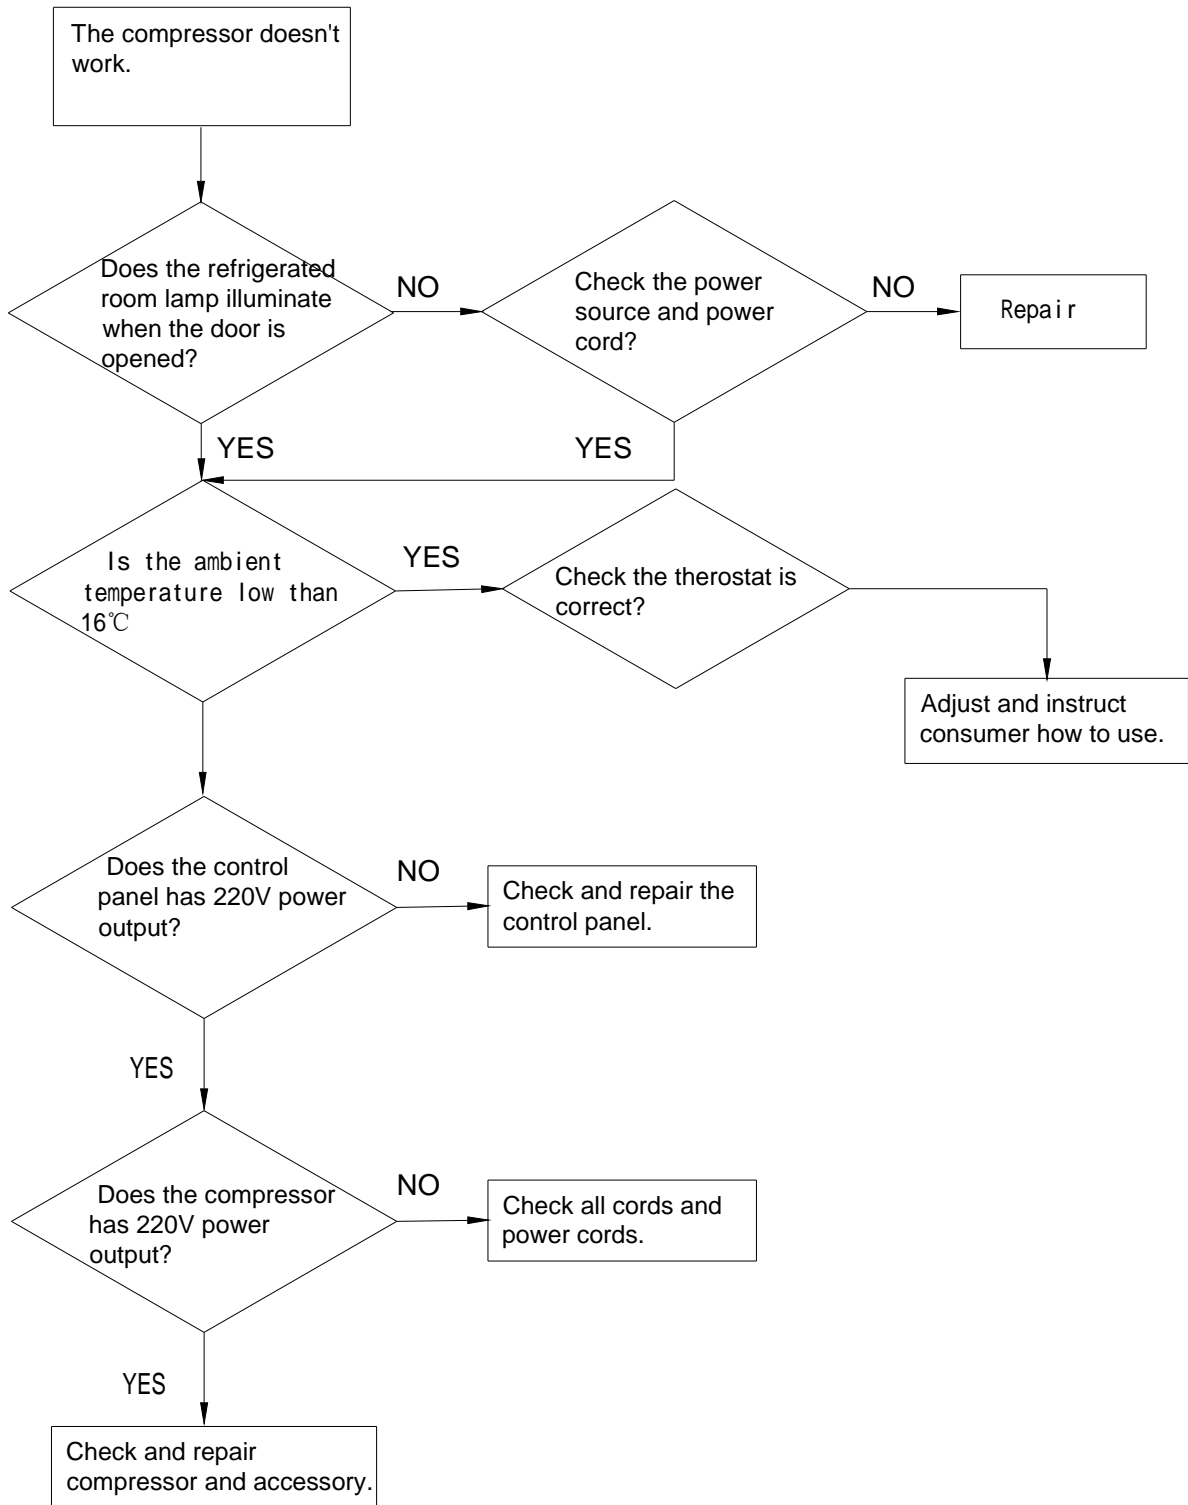 The compressor doesn't
work.
Does the refrigerated
room lamp illuminate
when the door is
opened?
NO
Check the power
source and power
cord?
NO
Repair
YES
YES
Is the ambient
temperature low than
16℃
YES
Check the therostat is
correct?
Adjust and instruct
consumer how to use.
Does the control
panel has 220V power
output?
NO
Check and repair the
control panel.
YES
Does the compressor
has 220V power
output?
NO
Check all cords and
power cords.
YES
Check and repair
compressor and accessory.